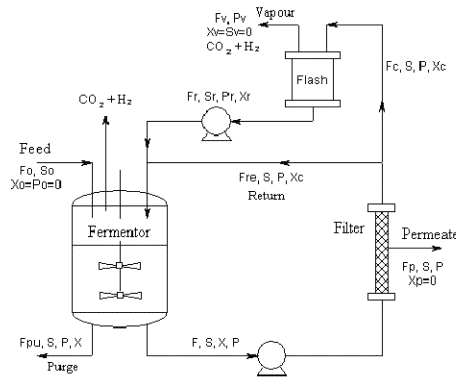 Fv, Pv
Vapour
Xv=Sv=0
CO2 + H2
Flash
Fc, S, P, Xc
Fr, Sr, Pr, Xr
CO2 + H2
Feed
Fo, So
Xo=Po=0
Fre, S, P, Xc
Return
Fermentor
Filter
Permeate
Fp, S, P
Xp=0
Fpu, S, P, X
Purge
F, S, X, P